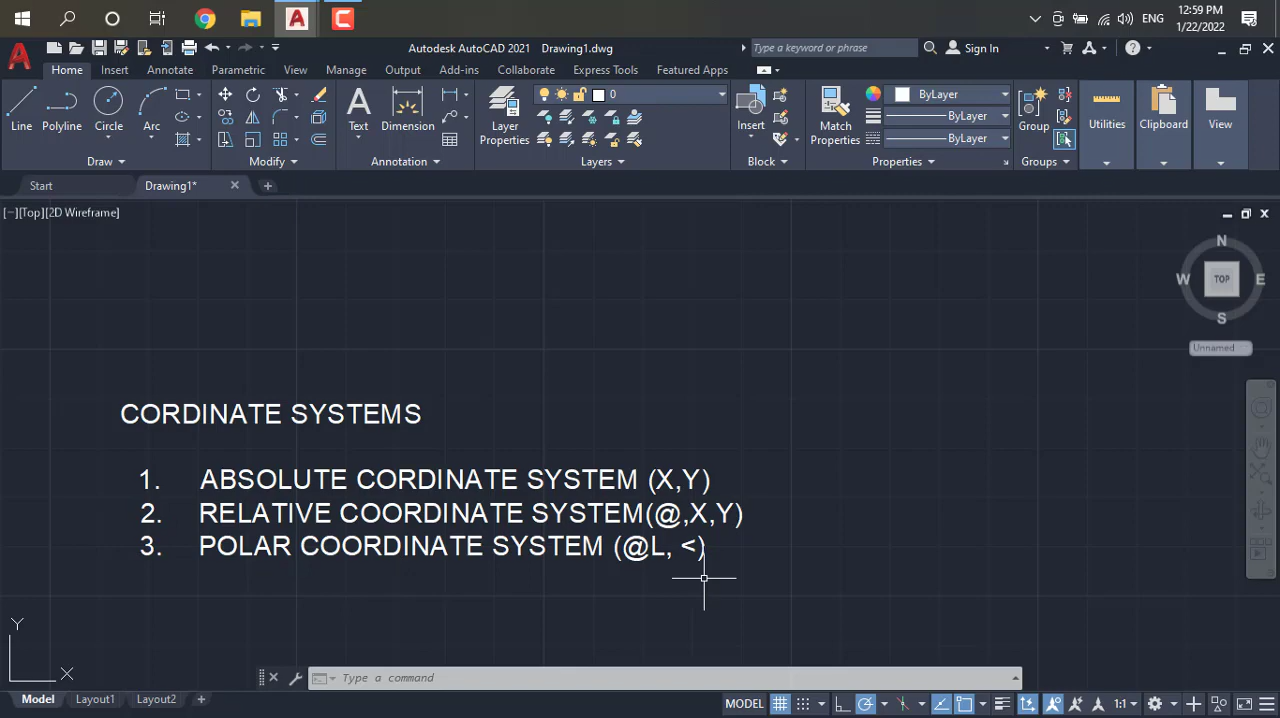 12:59 PM
ENG
1/22/2022
Autodesk AutoCAD 2021 Drawing1.dwg
Type a keyword or phrase
Sign In
Home Insert Annotate Parametric View Manage Output Add-ins Collaborate Express Tools Featured Apps
Line Polyline Circle Arc
Text Dimension
Layer Properties
0
Insert
Match Properties
ByLayer
ByLayer
ByLayer
Group
Utilities
Clipboard
View
Draw Modify Annotation Layers Block Properties Groups
Start Drawing1*
[−][Top][2D Wireframe]
N
W TOP E
S
Unnamed
CORDINATE SYSTEMS
1. ABSOLUTE CORDINATE SYSTEM (X,Y)
2. RELATIVE COORDINATE SYSTEM(@,X,Y)
3. POLAR COORDINATE SYSTEM (@L, <)
Y
X
Type a command
Model Layout1 Layout2
MODEL
1:1